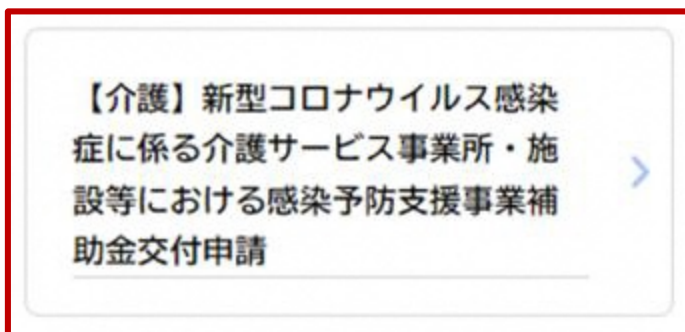 【介護】新型コロナウイルス感染
症に係る介護サービス事業所・施
設等における感染予防支援事業補
助金交付申請